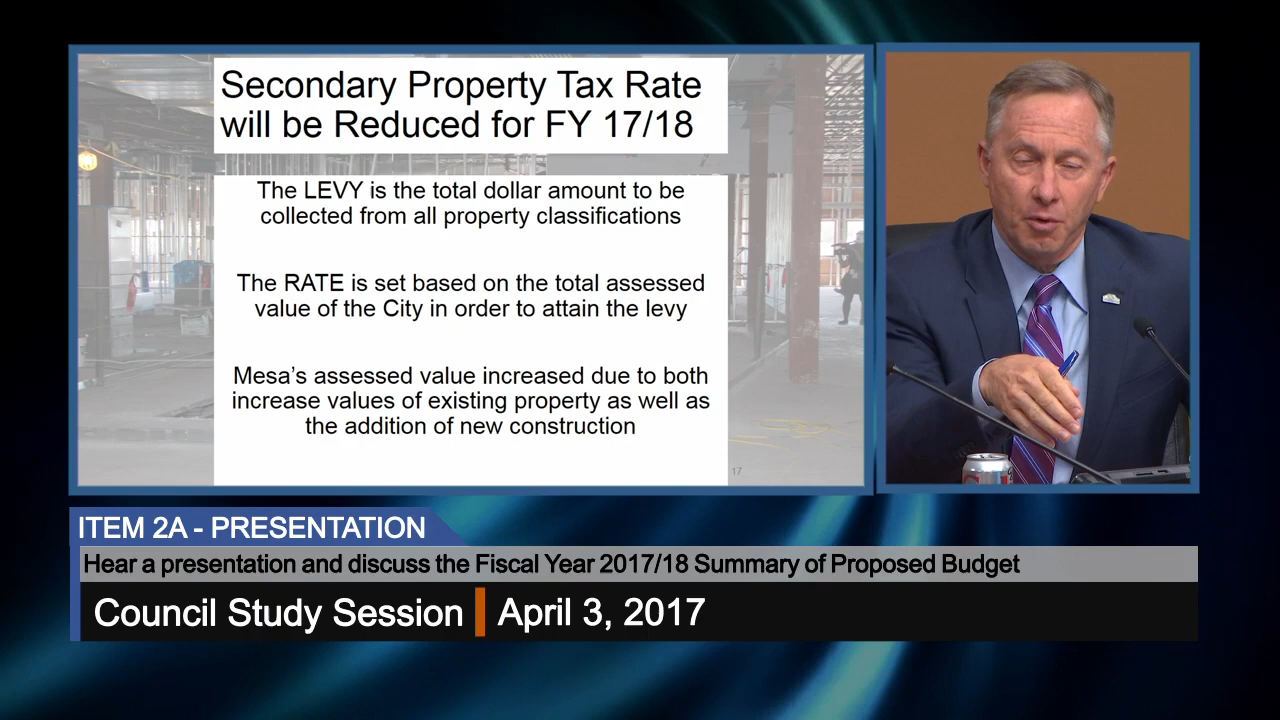 Secondary Property Tax Rate
will be Reduced for FY 17/18
The LEVY is the total dollar amount to be
collected from all property classifications
The RATE is set based on the total assessed
value of the City in order to attain the levy
Mesa's assessed value increased due to both
increase values of existing property as well as
the addition of new construction
17
ITEM 2A - PRESENTATION
Hear a presentation and discuss the Fiscal Year 2017/18 Summary of Proposed Budget
Council Study Session
April 3, 2017